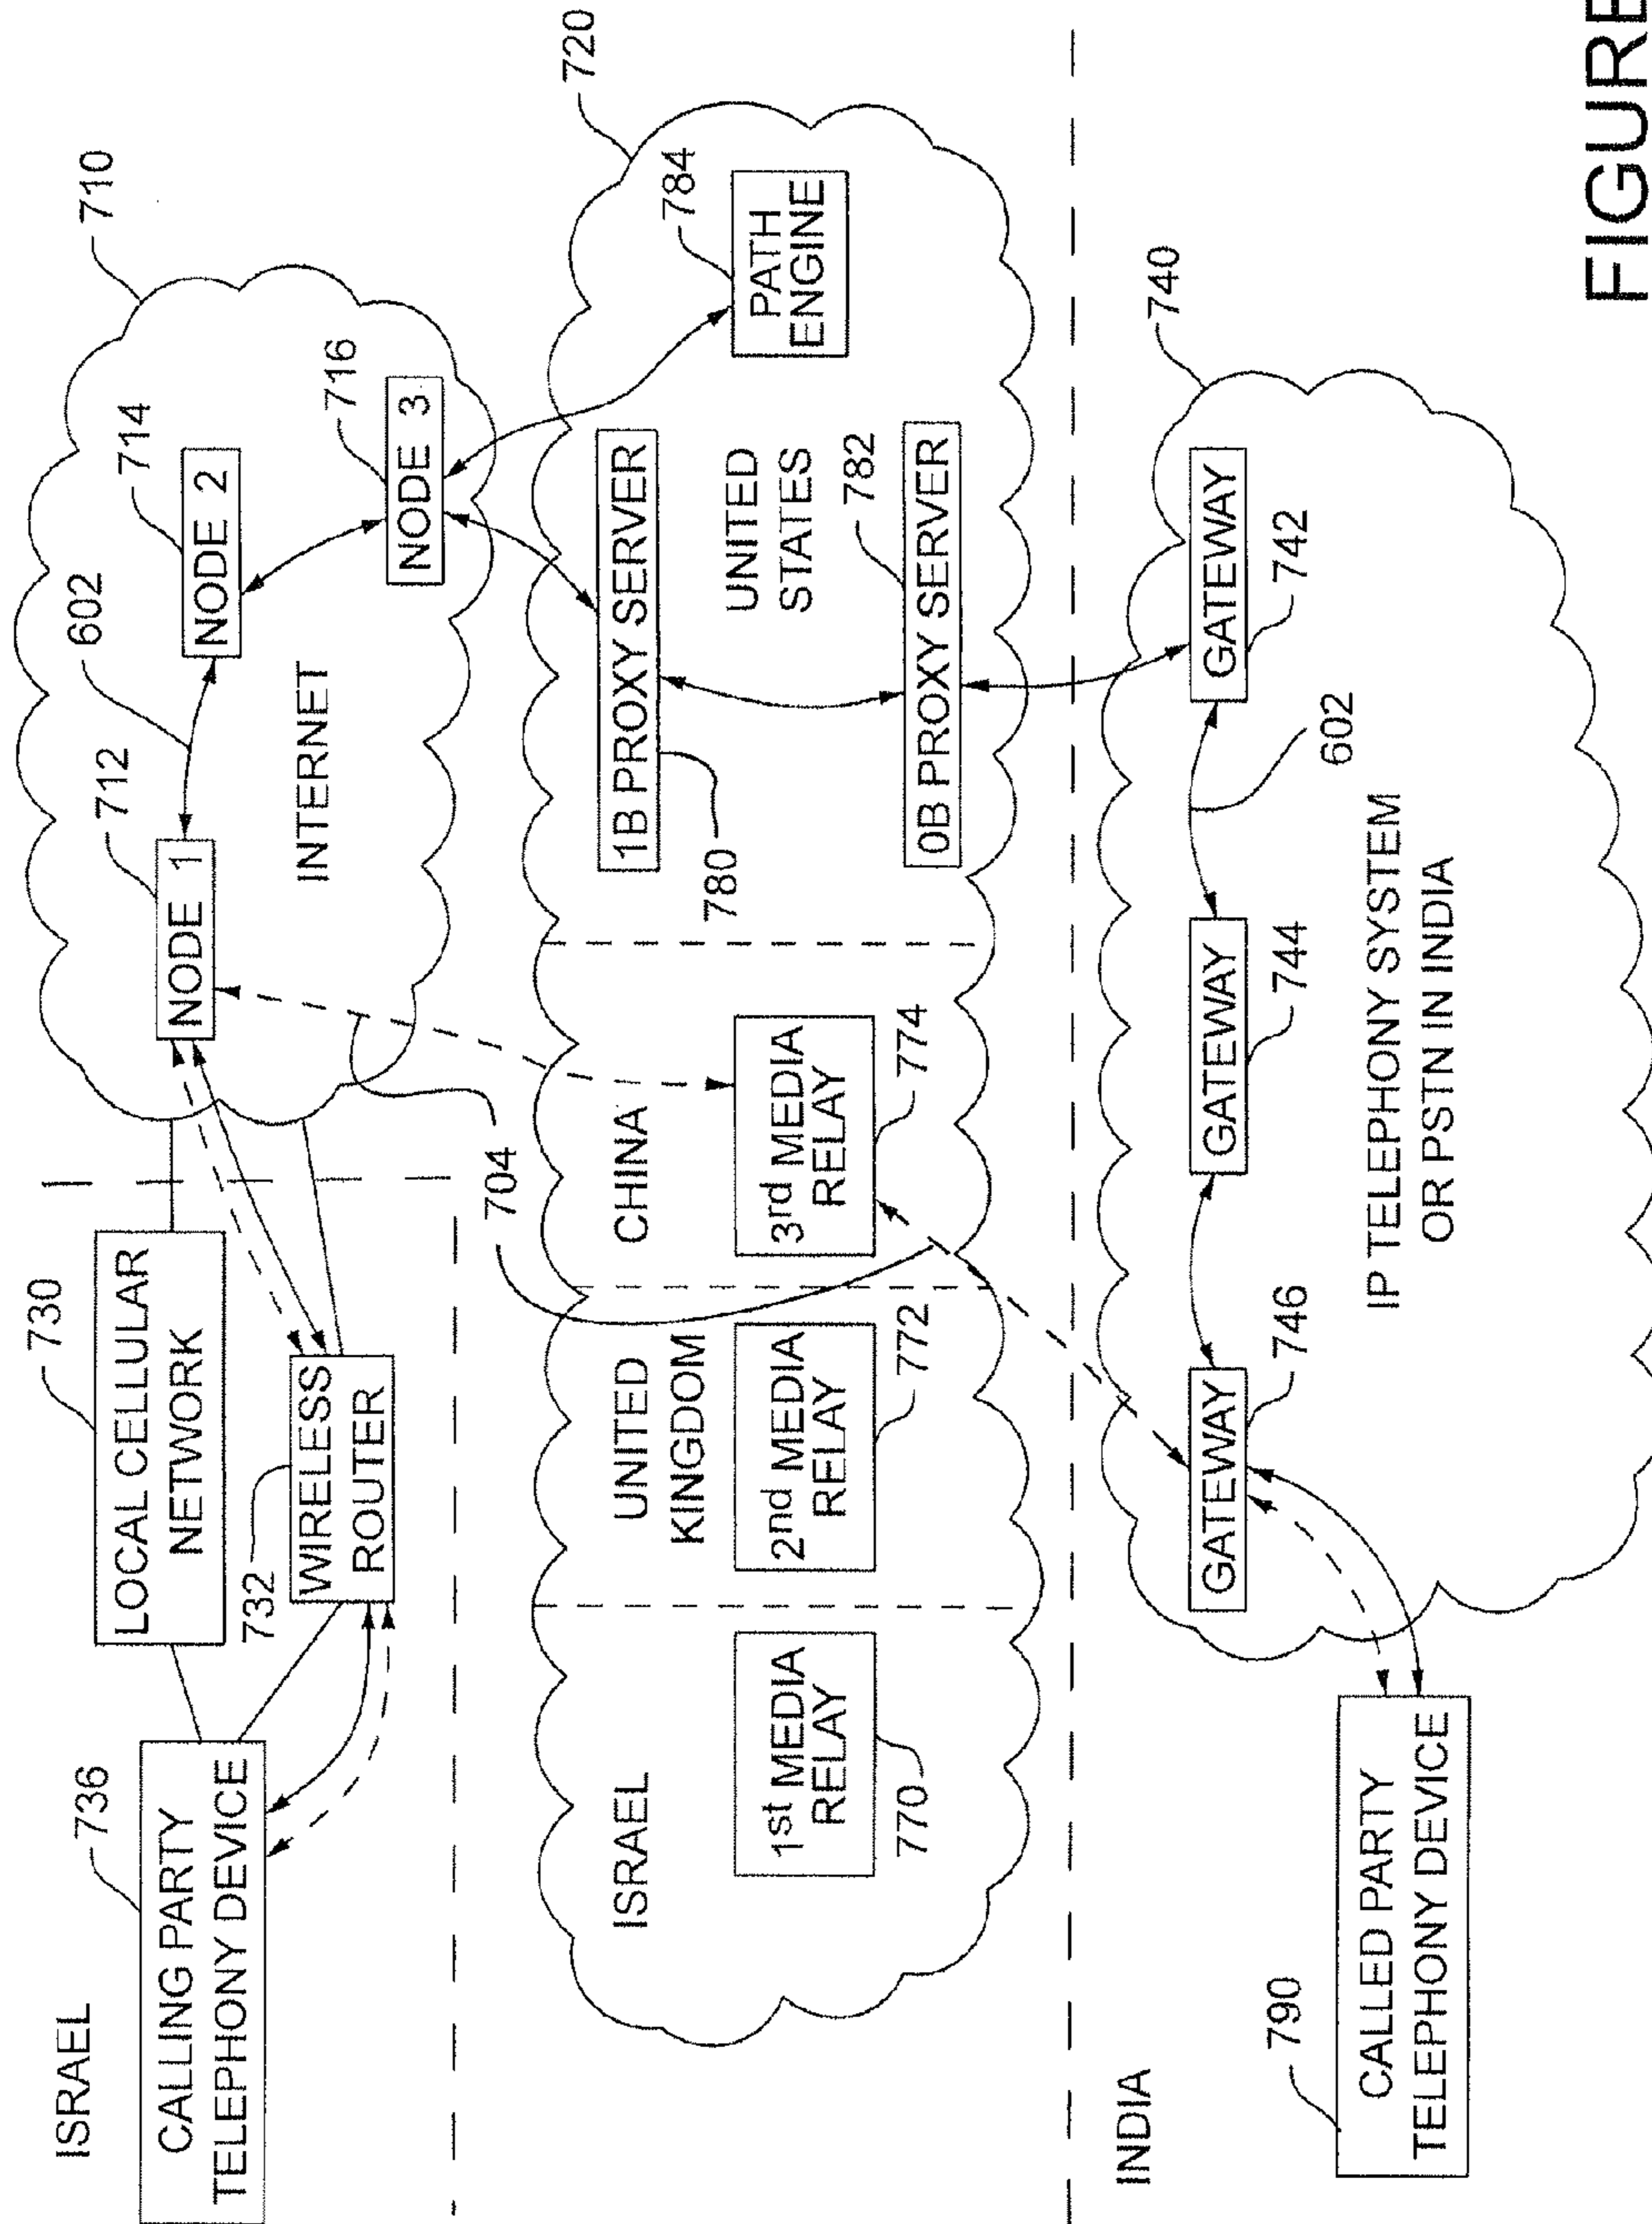 ISRAEL
CALLING PARTY
TELEPHONY DEVICE
736
LOCAL CELLULAR
NETWORK
730
732
WIRELESS
ROUTER
710
NODE 1
712
602
NODE 2
714
NODE 3
716
INTERNET
704
720
ISRAEL
1st MEDIA
RELAY
770
UNITED
KINGDOM
2nd MEDIA
RELAY
772
CHINA
3rd MEDIA
RELAY
774
1B PROXY SERVER
780
UNITED
STATES
0B PROXY SERVER
782
PATH
ENGINE
784
INDIA
790
CALLED PARTY
TELEPHONY DEVICE
740
GATEWAY
746
GATEWAY
744
GATEWAY
742
602
IP TELEPHONY SYSTEM
OR PSTN IN INDIA
FIGURE